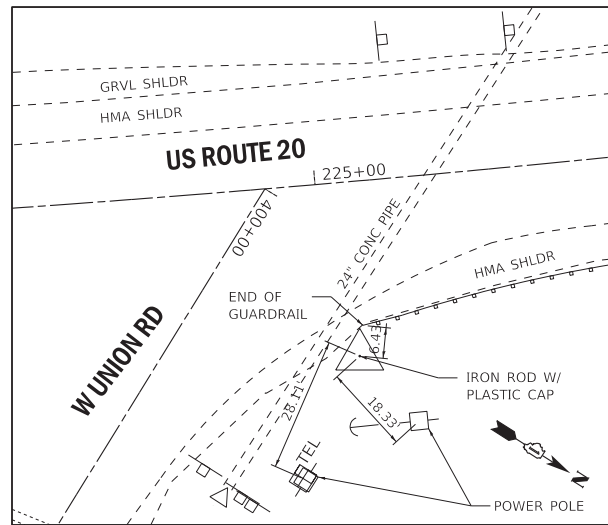 GRVL SHLDR
HMA SHLDR
US ROUTE 20
225+00
400+00
24" CONC PIPE
HMA SHLDR
END OF
GUARDRAIL
W UNION RD
6.43'
IRON ROD W/
PLASTIC CAP
28.11'
18.33'
TEL
N
POWER POLE